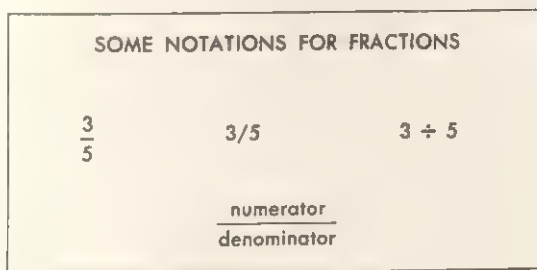 SOME NOTATIONS FOR FRACTIONS
3
5
3/5
3 ÷ 5
numerator
denominator